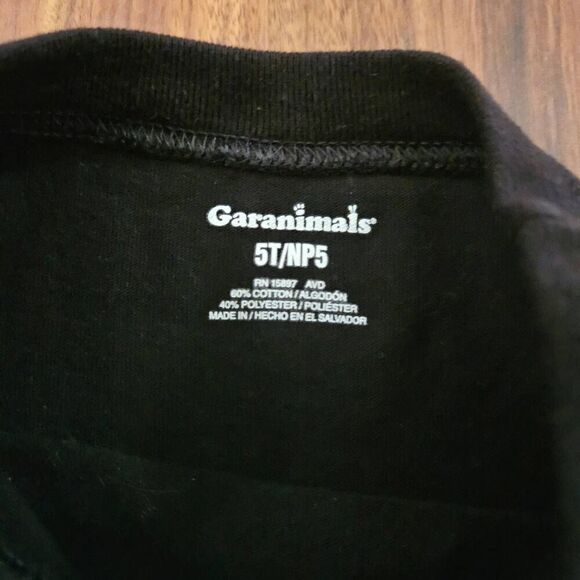 Garanimals®
5T/NP5
RN 15897 AVD
60% COTTON / ALGODÓN
40% POLYESTER / POLIÉSTER
MADE IN / HECHO EN EL SALVADOR